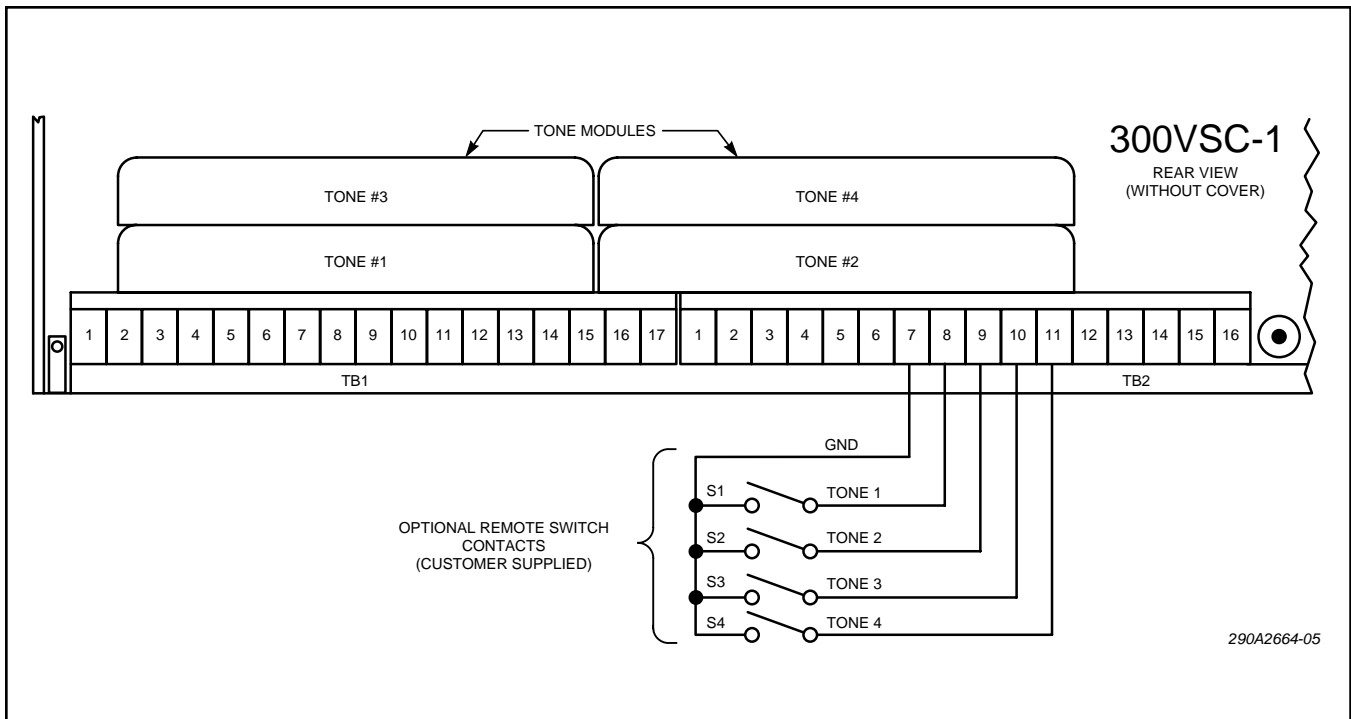 TONE MODULES
300VSC-1
REAR VIEW
(WITHOUT COVER)
TONE #3 TONE #4
TONE #1 TONE #2
1 2 3 4 5 6 7 8 9 10 11 12 13 14 15 16 17 1 2 3 4 5 6 7 8 9 10 11 12 13 14 15 16
TB1 TB2
GND
S1 TONE 1
S2 TONE 2
S3 TONE 3
S4 TONE 4
OPTIONAL REMOTE SWITCH
CONTACTS
(CUSTOMER SUPPLIED)
290A2664-05